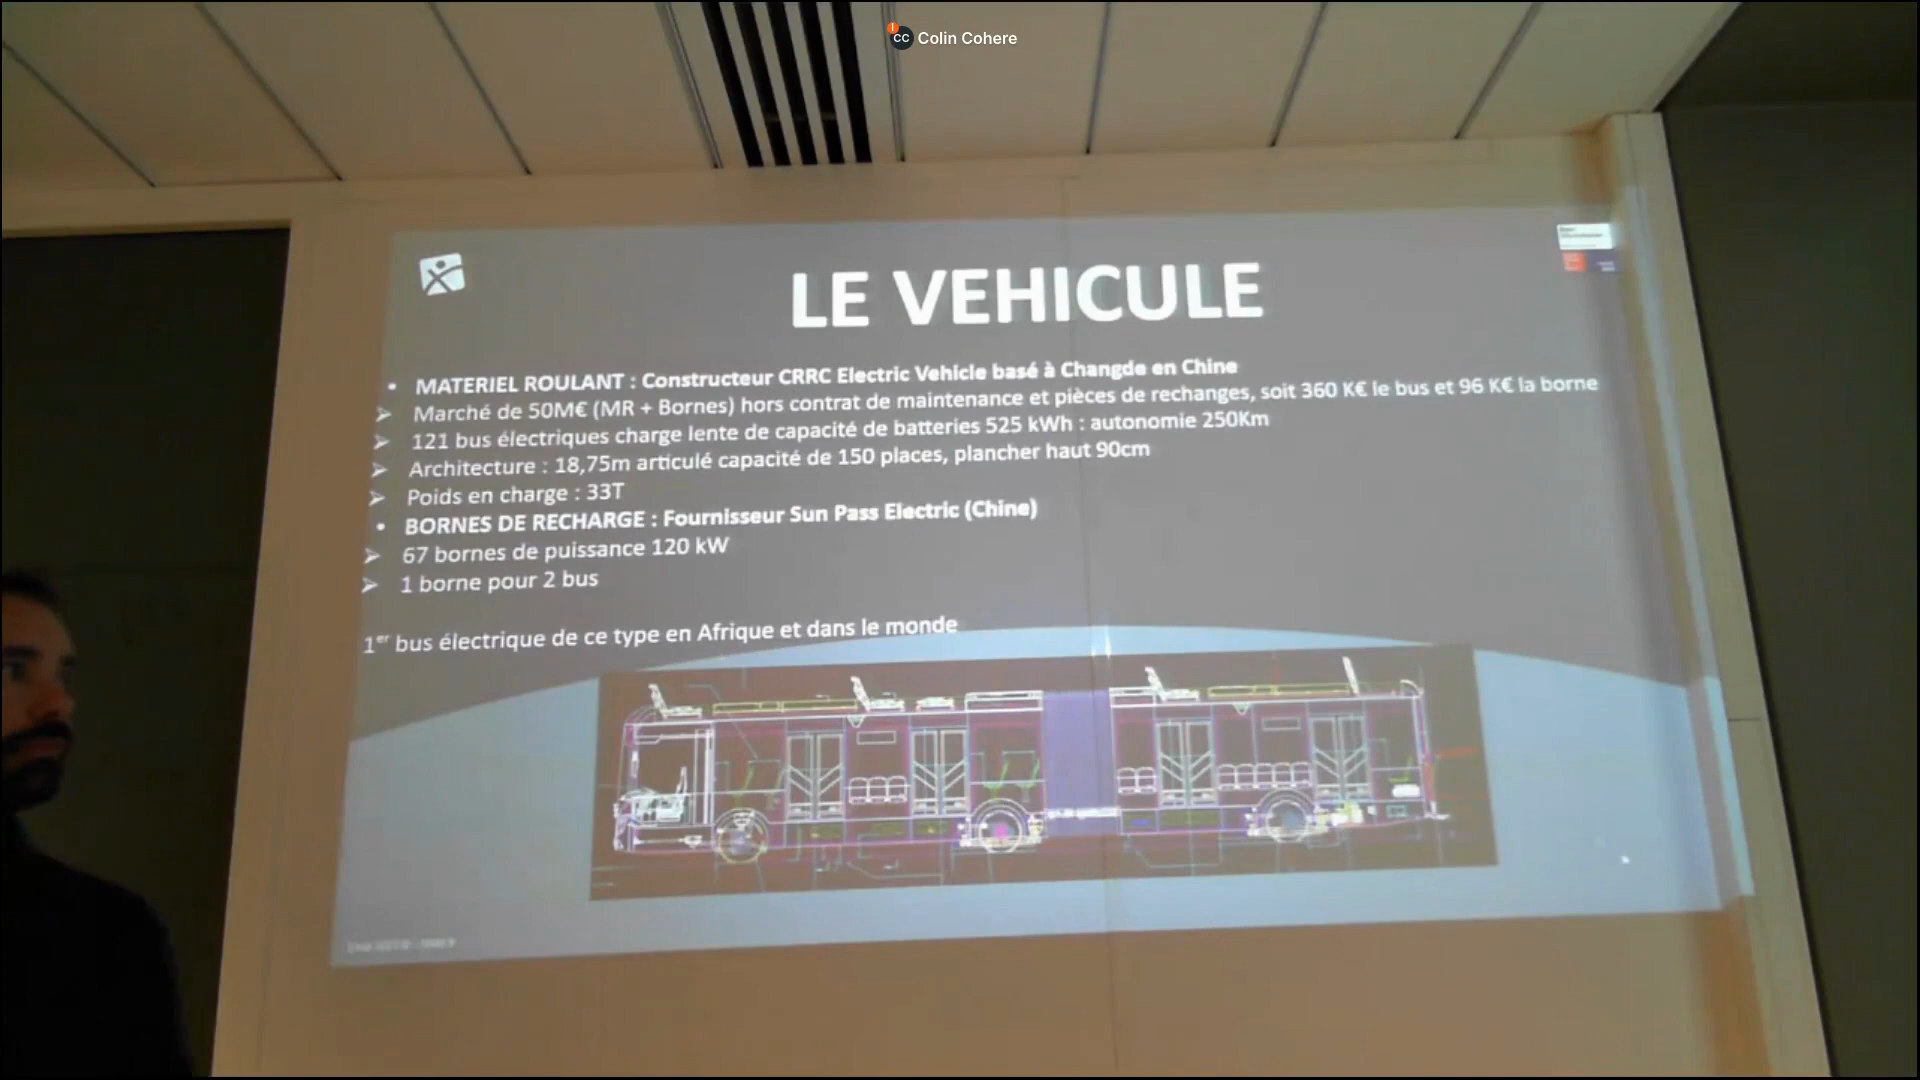 CC Colin Cohere
LE VEHICULE
• MATERIEL ROULANT : Constructeur CRRC Electric Vehicle basé à Changde en Chine
➢ Marché de 50M€ (MR + Bornes) hors contrat de maintenance et pièces de rechanges, soit 360 K€ le bus et 96 K€ la borne
➢ 121 bus électriques charge lente de capacité de batteries 525 kWh : autonomie 250Km
➢ Architecture : 18,75m articulé capacité de 150 places, plancher haut 90cm
➢ Poids en charge : 33T
• BORNES DE RECHARGE : Fournisseur Sun Pass Electric (Chine)
➢ 67 bornes de puissance 120 kW
➢ 1 borne pour 2 bus
1er bus électrique de ce type en Afrique et dans le monde